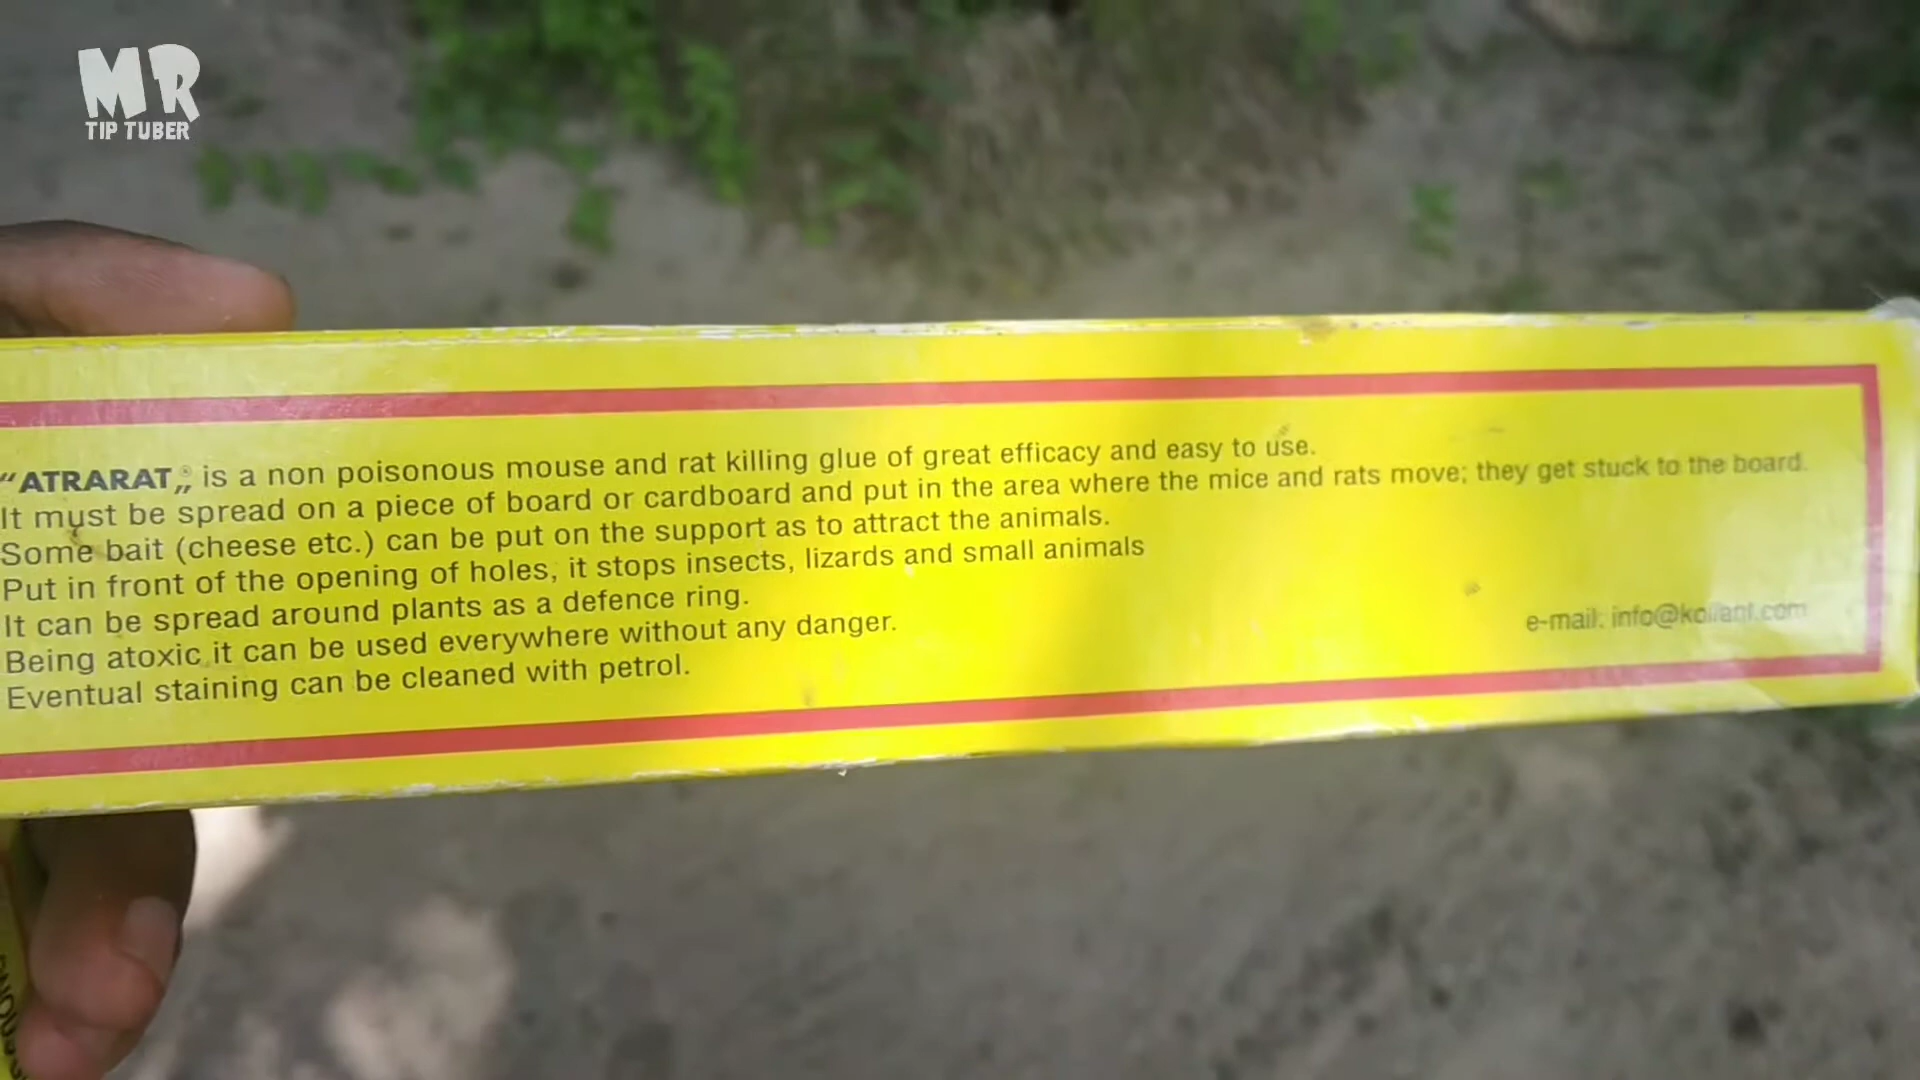 MR
TIP TUBER
"ATRARAT„® is a non poisonous mouse and rat killing glue of great efficacy and easy to use.
It must be spread on a piece of board or cardboard and put in the area where the mice and rats move; they get stuck to the board.
Some bait (cheese etc.) can be put on the support as to attract the animals.
Put in front of the opening of holes, it stops insects, lizards and small animals
It can be spread around plants as a defence ring.
Being atoxic it can be used everywhere without any danger.
Eventual staining can be cleaned with petrol.
e-mail: info@kollant.com